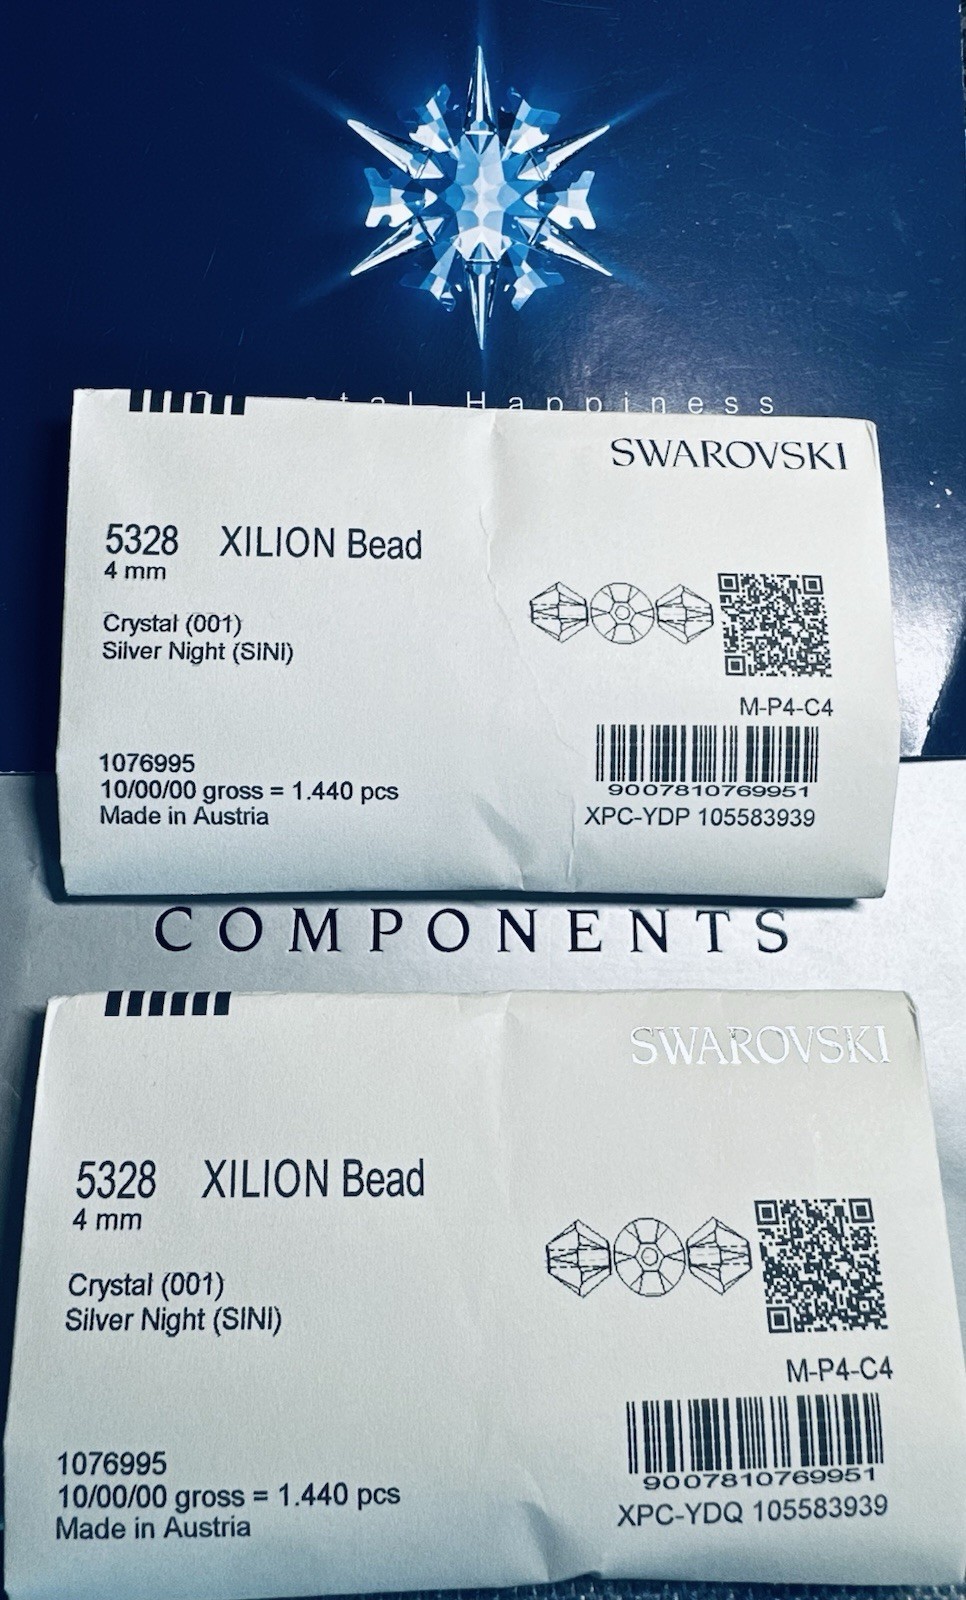 Happiness
SWAROVSKI
5328 XILION Bead
4 mm
Crystal (001)
Silver Night (SINI)
M-P4-C4
1076995
10/00/00 gross = 1.440 pcs
Made in Austria
9007810769951
XPC-YDP 105583939
COMPONENTS
SWAROVSKI
5328 XILION Bead
4 mm
Crystal (001)
Silver Night (SINI)
M-P4-C4
1076995
10/00/00 gross = 1.440 pcs
Made in Austria
9007810769951
XPC-YDQ 105583939